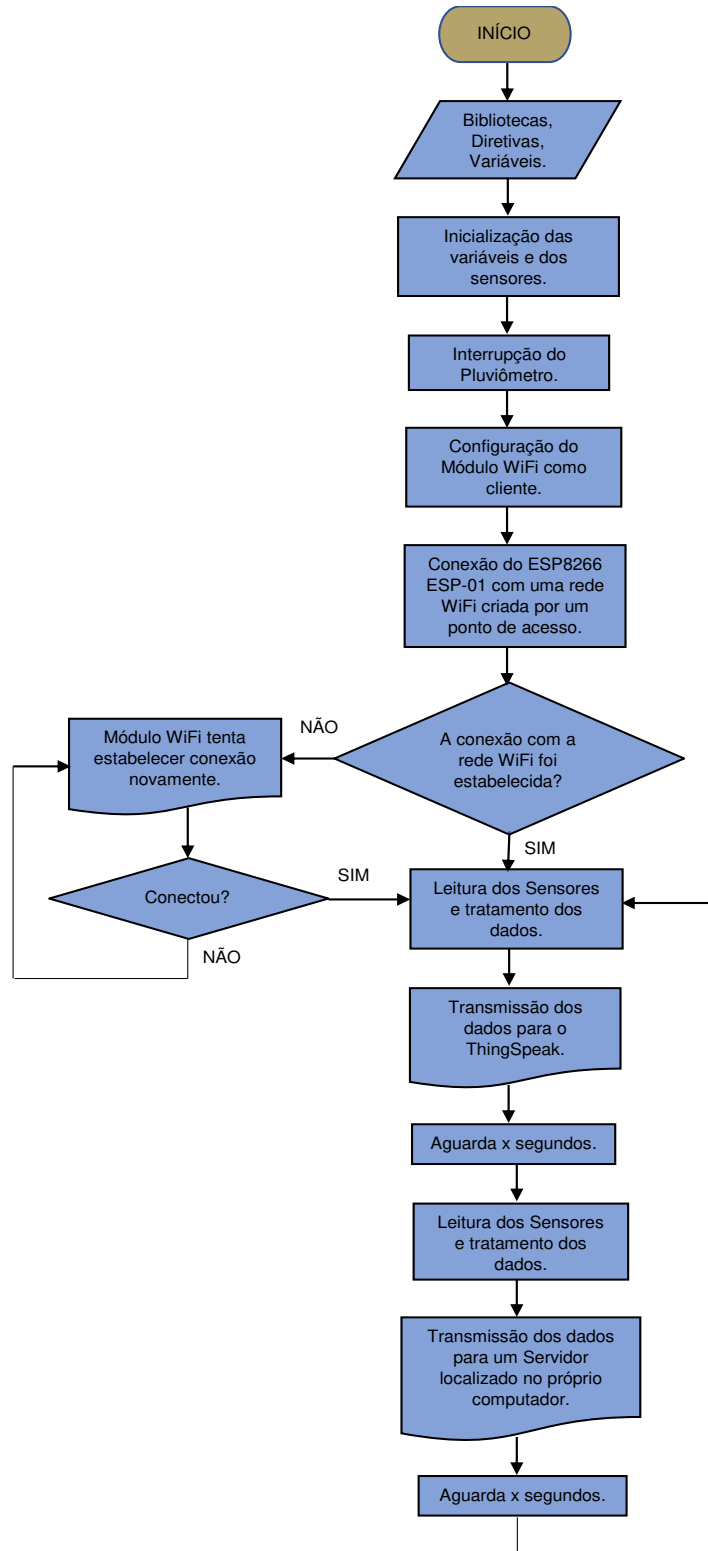 INÍCIO
Bibliotecas,
Diretivas,
Variáveis.
Inicialização das
variáveis e dos
sensores.
Interrupção do
Pluviômetro.
Configuração do
Módulo WiFi como
cliente.
Conexão do ESP8266
ESP-01 com uma rede
WiFi criada por um
ponto de acesso.
A conexão com a
rede WiFi foi
estabelecida?
NÃO
Módulo WiFi tenta
estabelecer conexão
novamente.
SIM
Conectou?
SIM
NÃO
Leitura dos Sensores
e tratamento dos
dados.
Transmissão dos
dados para o
ThingSpeak.
Aguarda x segundos.
Leitura dos Sensores
e tratamento dos
dados.
Transmissão dos dados
para um Servidor
localizado no próprio
computador.
Aguarda x segundos.